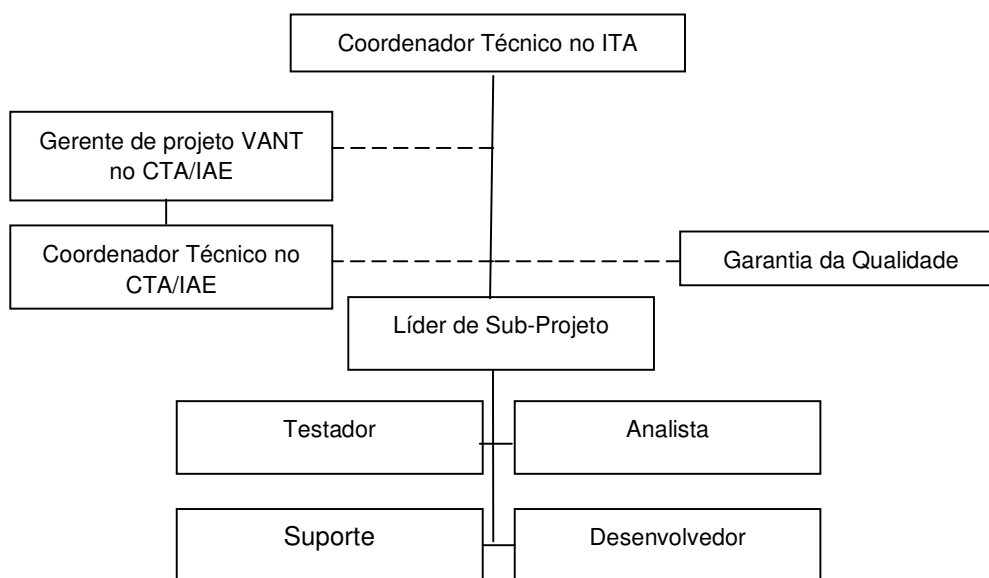 Coordenador Técnico no ITA
Gerente de projeto VANT
no CTA/IAE
Coordenador Técnico no
CTA/IAE
Garantia da Qualidade
Líder de Sub-Projeto
Testador
Analista
Suporte
Desenvolvedor